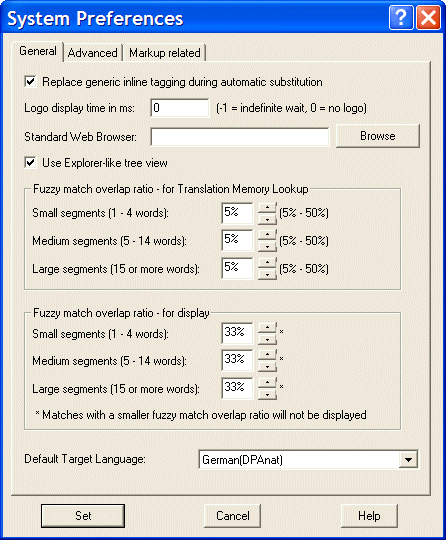 System Preferences
General Advanced Markup related
Replace generic inline tagging during automatic substitution
Logo display time in ms: 0 (-1 = indefinite wait, 0 = no logo)
Standard Web Browser: Browse
Use Explorer-like tree view
Fuzzy match overlap ratio - for Translation Memory Lookup
Small segments (1 - 4 words): 5% (5% - 50%)
Medium segments (5 - 14 words): 5% (5% - 50%)
Large segments (15 or more words): 5% (5% - 50%)
Fuzzy match overlap ratio - for display
Small segments (1 - 4 words): 33% *
Medium segments (5 - 14 words): 33% *
Large segments (15 or more words): 33% *
* Matches with a smaller fuzzy match overlap ratio will not be displayed
Default Target Language: German(DPAnat)
Set Cancel Help